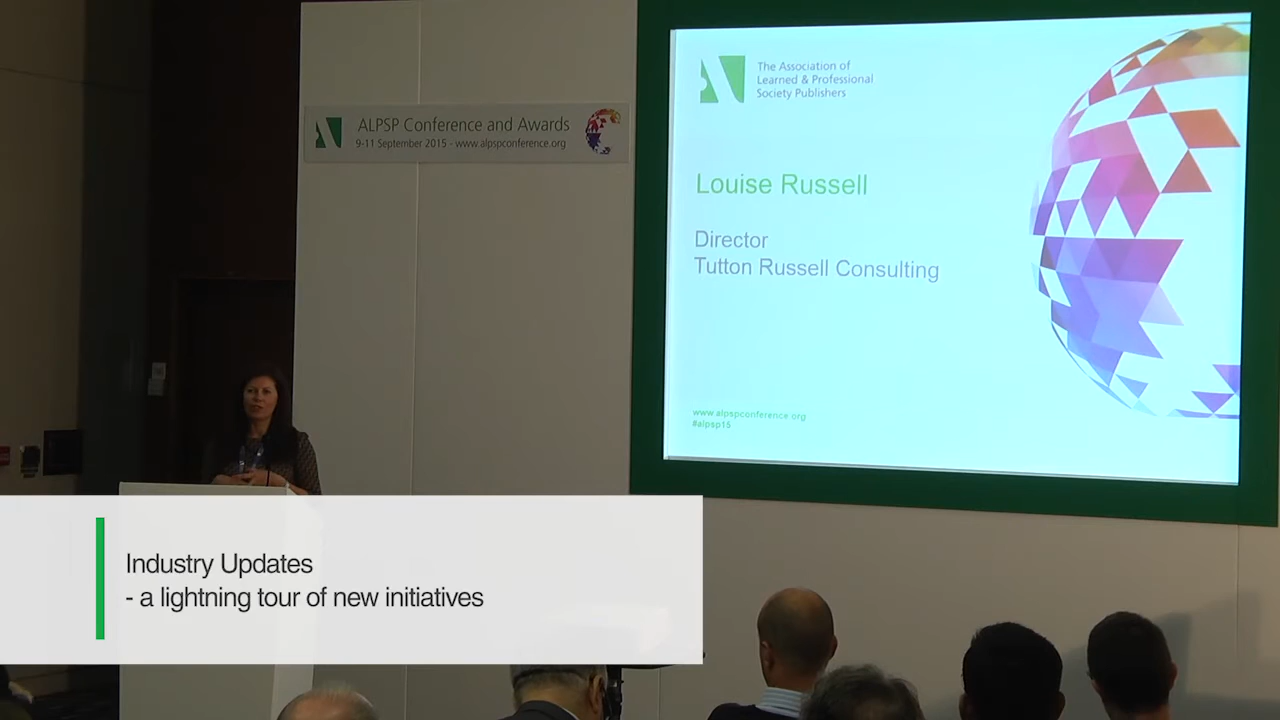 ALPSP Conference and Awards
9-11 September 2015 - www.alpspconference.org
The Association of
Learned & Professional
Society Publishers
Louise Russell
Director
Tutton Russell Consulting
www.alpspconference.org
#alpsp15
Industry Updates
- a lightning tour of new initiatives